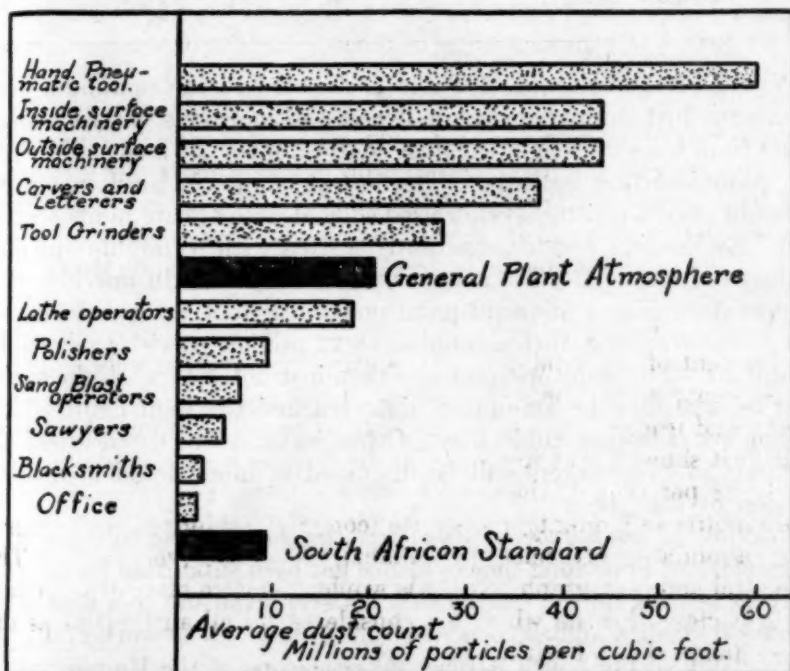 Hand. Pneu-
matic tool.
Inside surface
machinery
Outside surface
machinery
Carvers and
Letterers
Tool Grinders
General Plant Atmosphere
Lathe operators
Polishers
Sand Blast
operators
Sawyers
Blacksmiths
Office
South African Standard
10 20 30 40 50 60
Average dust count
Millions of particles per cubic foot.